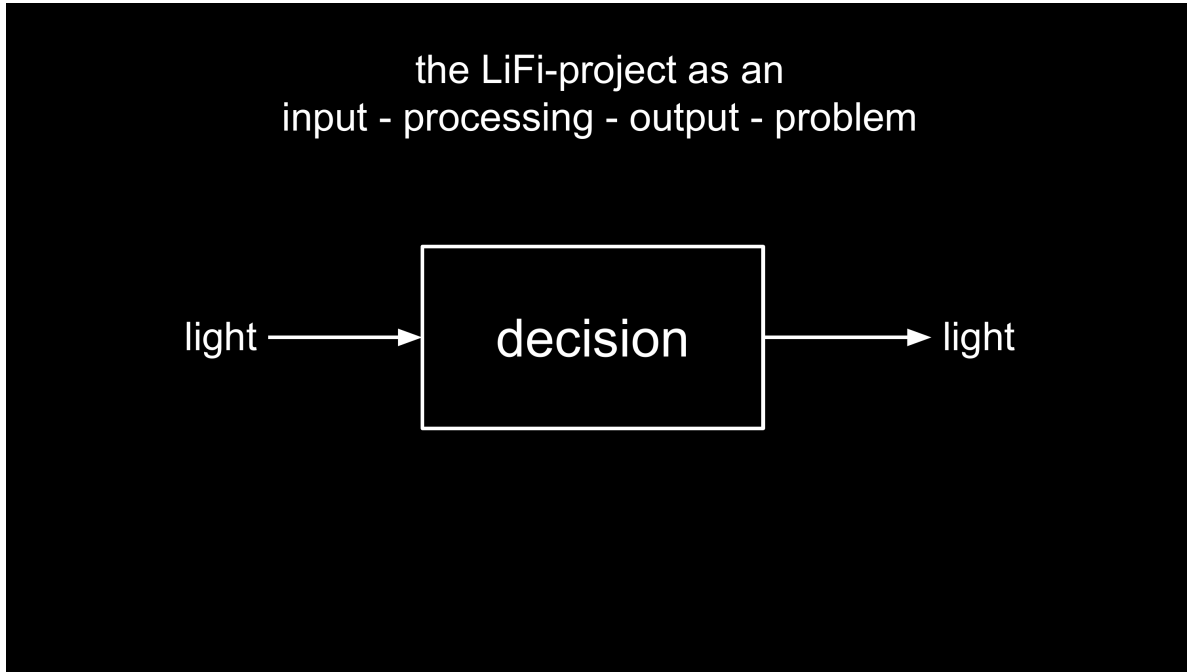 the LiFi-project as an
input - processing - output - problem
light
decision
light